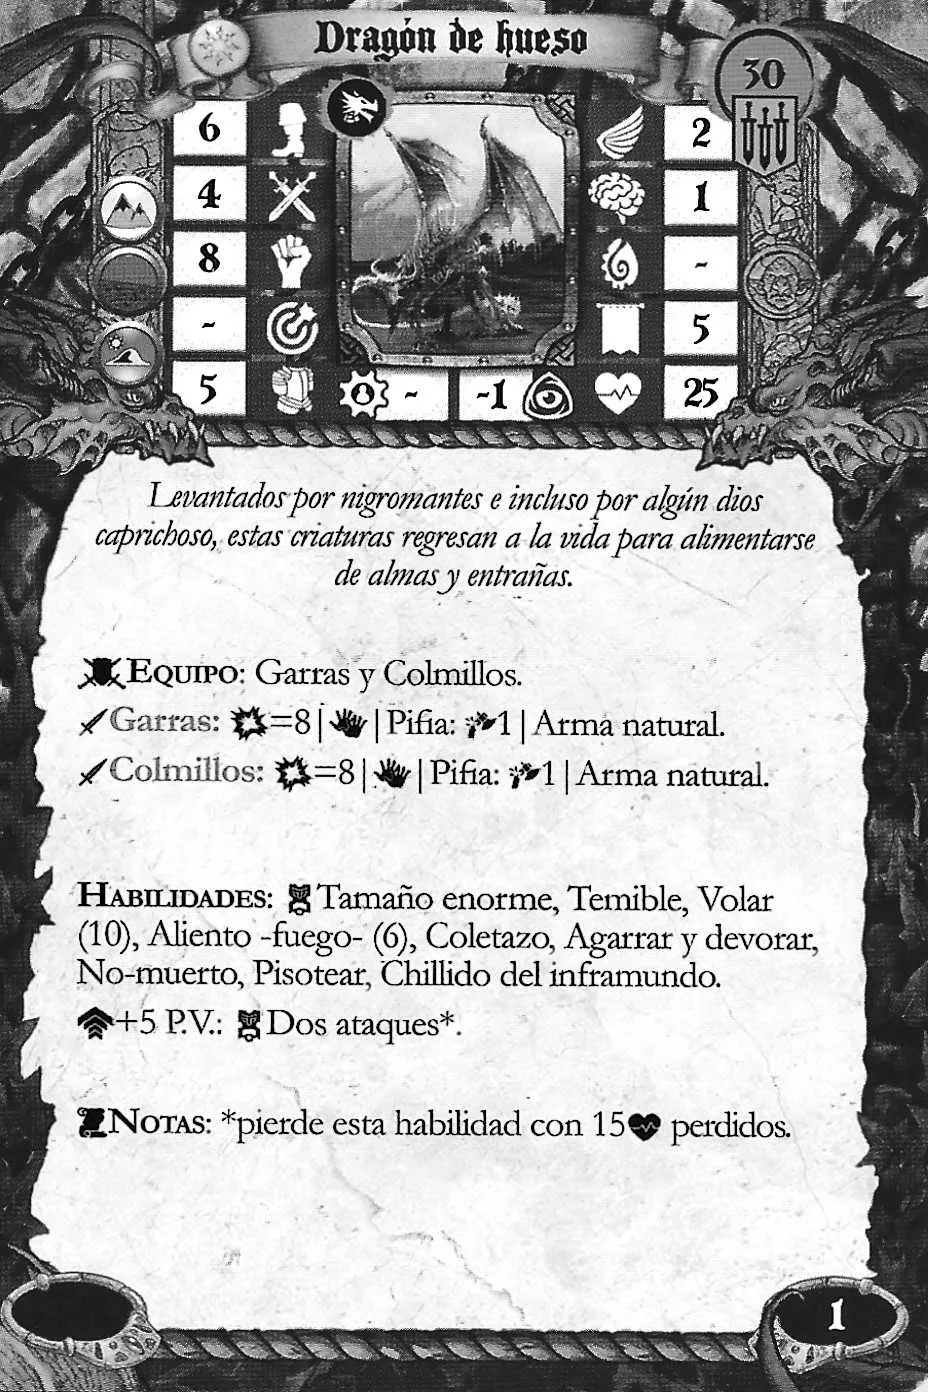 Dragón de hueso
30
6
2
4
1
8
-
-
5
5
8 -
-1
25
Levantados por nigromantes e incluso por algún dios
caprichoso, estas criaturas regresan a la vida para alimentarse
de almas y entrañas.
EQUIPO: Garras y Colmillos.
Garras: =8 | | Pifia: 1 | Arma natural.
Colmillos: =8 | | Pifia: 1 | Arma natural.
HABILIDADES: Tamaño enorme, Temible, Volar
(10), Aliento -fuego- (6), Coletazo, Agarrar y devorar,
No-muerto, Pisotear, Chillido del inframundo.
+5 P.V.: Dos ataques*.
NOTAS: *pierde esta habilidad con 15 perdidos.
1